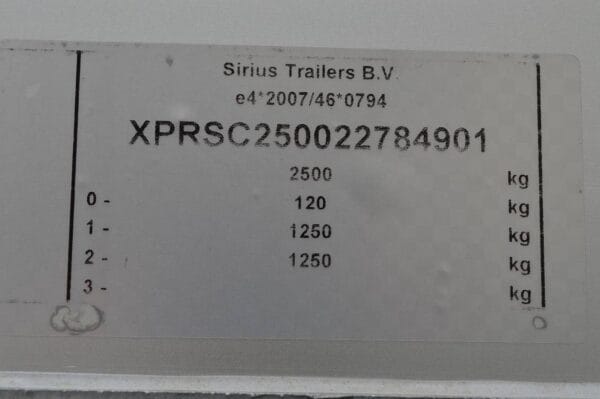 Sirius Trailers B.V.
e4*2007/46*0794
XPRSC250022784901
2500 kg
0- 120 kg
1- 1250 kg
2- 1250 kg
3- kg